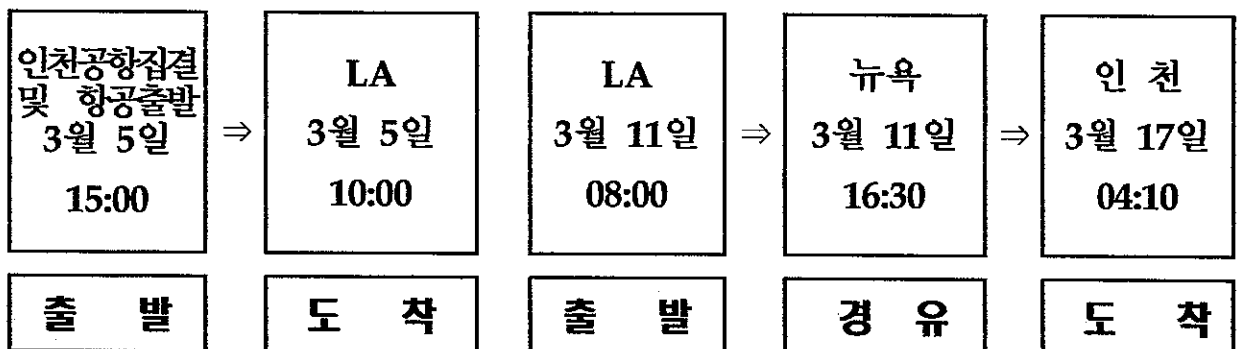 인천공항집결
및 항공출발
3월 5일
15:00
⇒
LA
3월 5일
10:00
LA
3월 11일
08:00
⇒
뉴욕
3월 11일
16:30
⇒
인 천
3월 17일
04:10
출 발
도 착
출 발
경 유
도 착